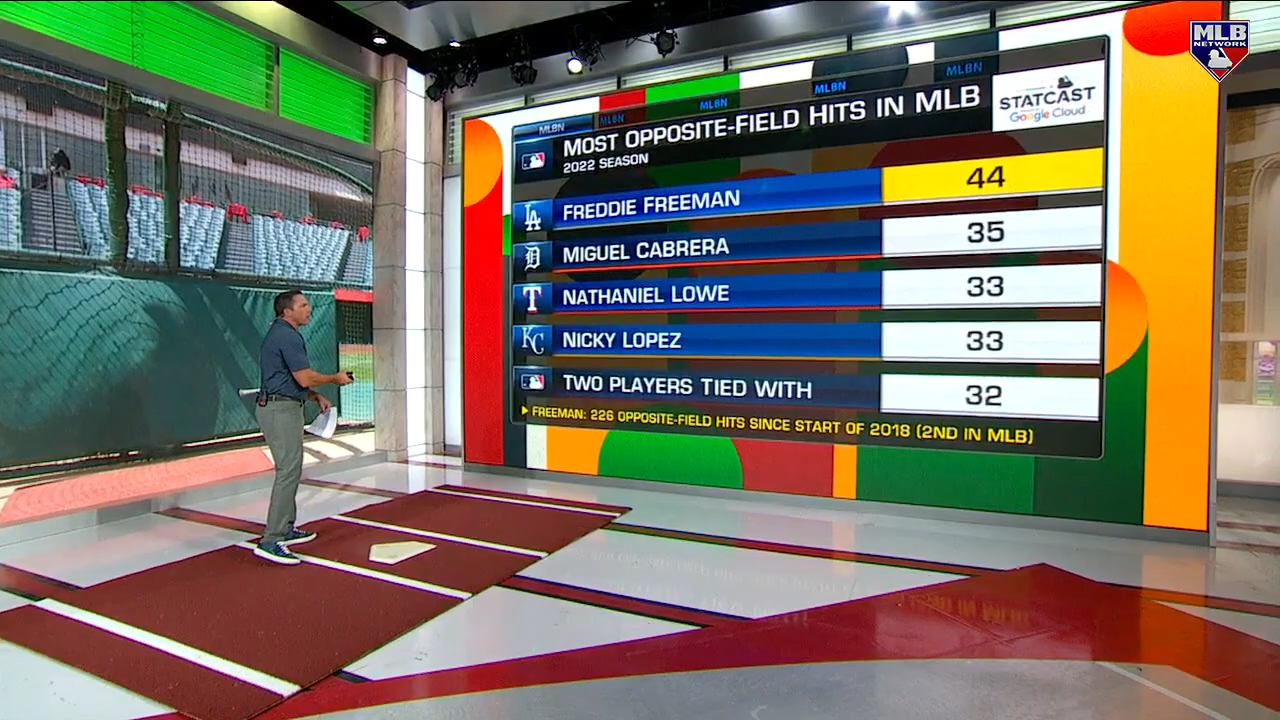 MLB
NETWORK
MLBN
MLBN
MLBN
MLBN
MLBN
MOST OPPOSITE-FIELD HITS IN MLB
2022 SEASON
STATCAST
Google Cloud
LA FREDDIE FREEMAN 44
D MIGUEL CABRERA 35
T NATHANIEL LOWE 33
KC NICKY LOPEZ 33
TWO PLAYERS TIED WITH 32
FREEMAN: 226 OPPOSITE-FIELD HITS SINCE START OF 2018 (2ND IN MLB)